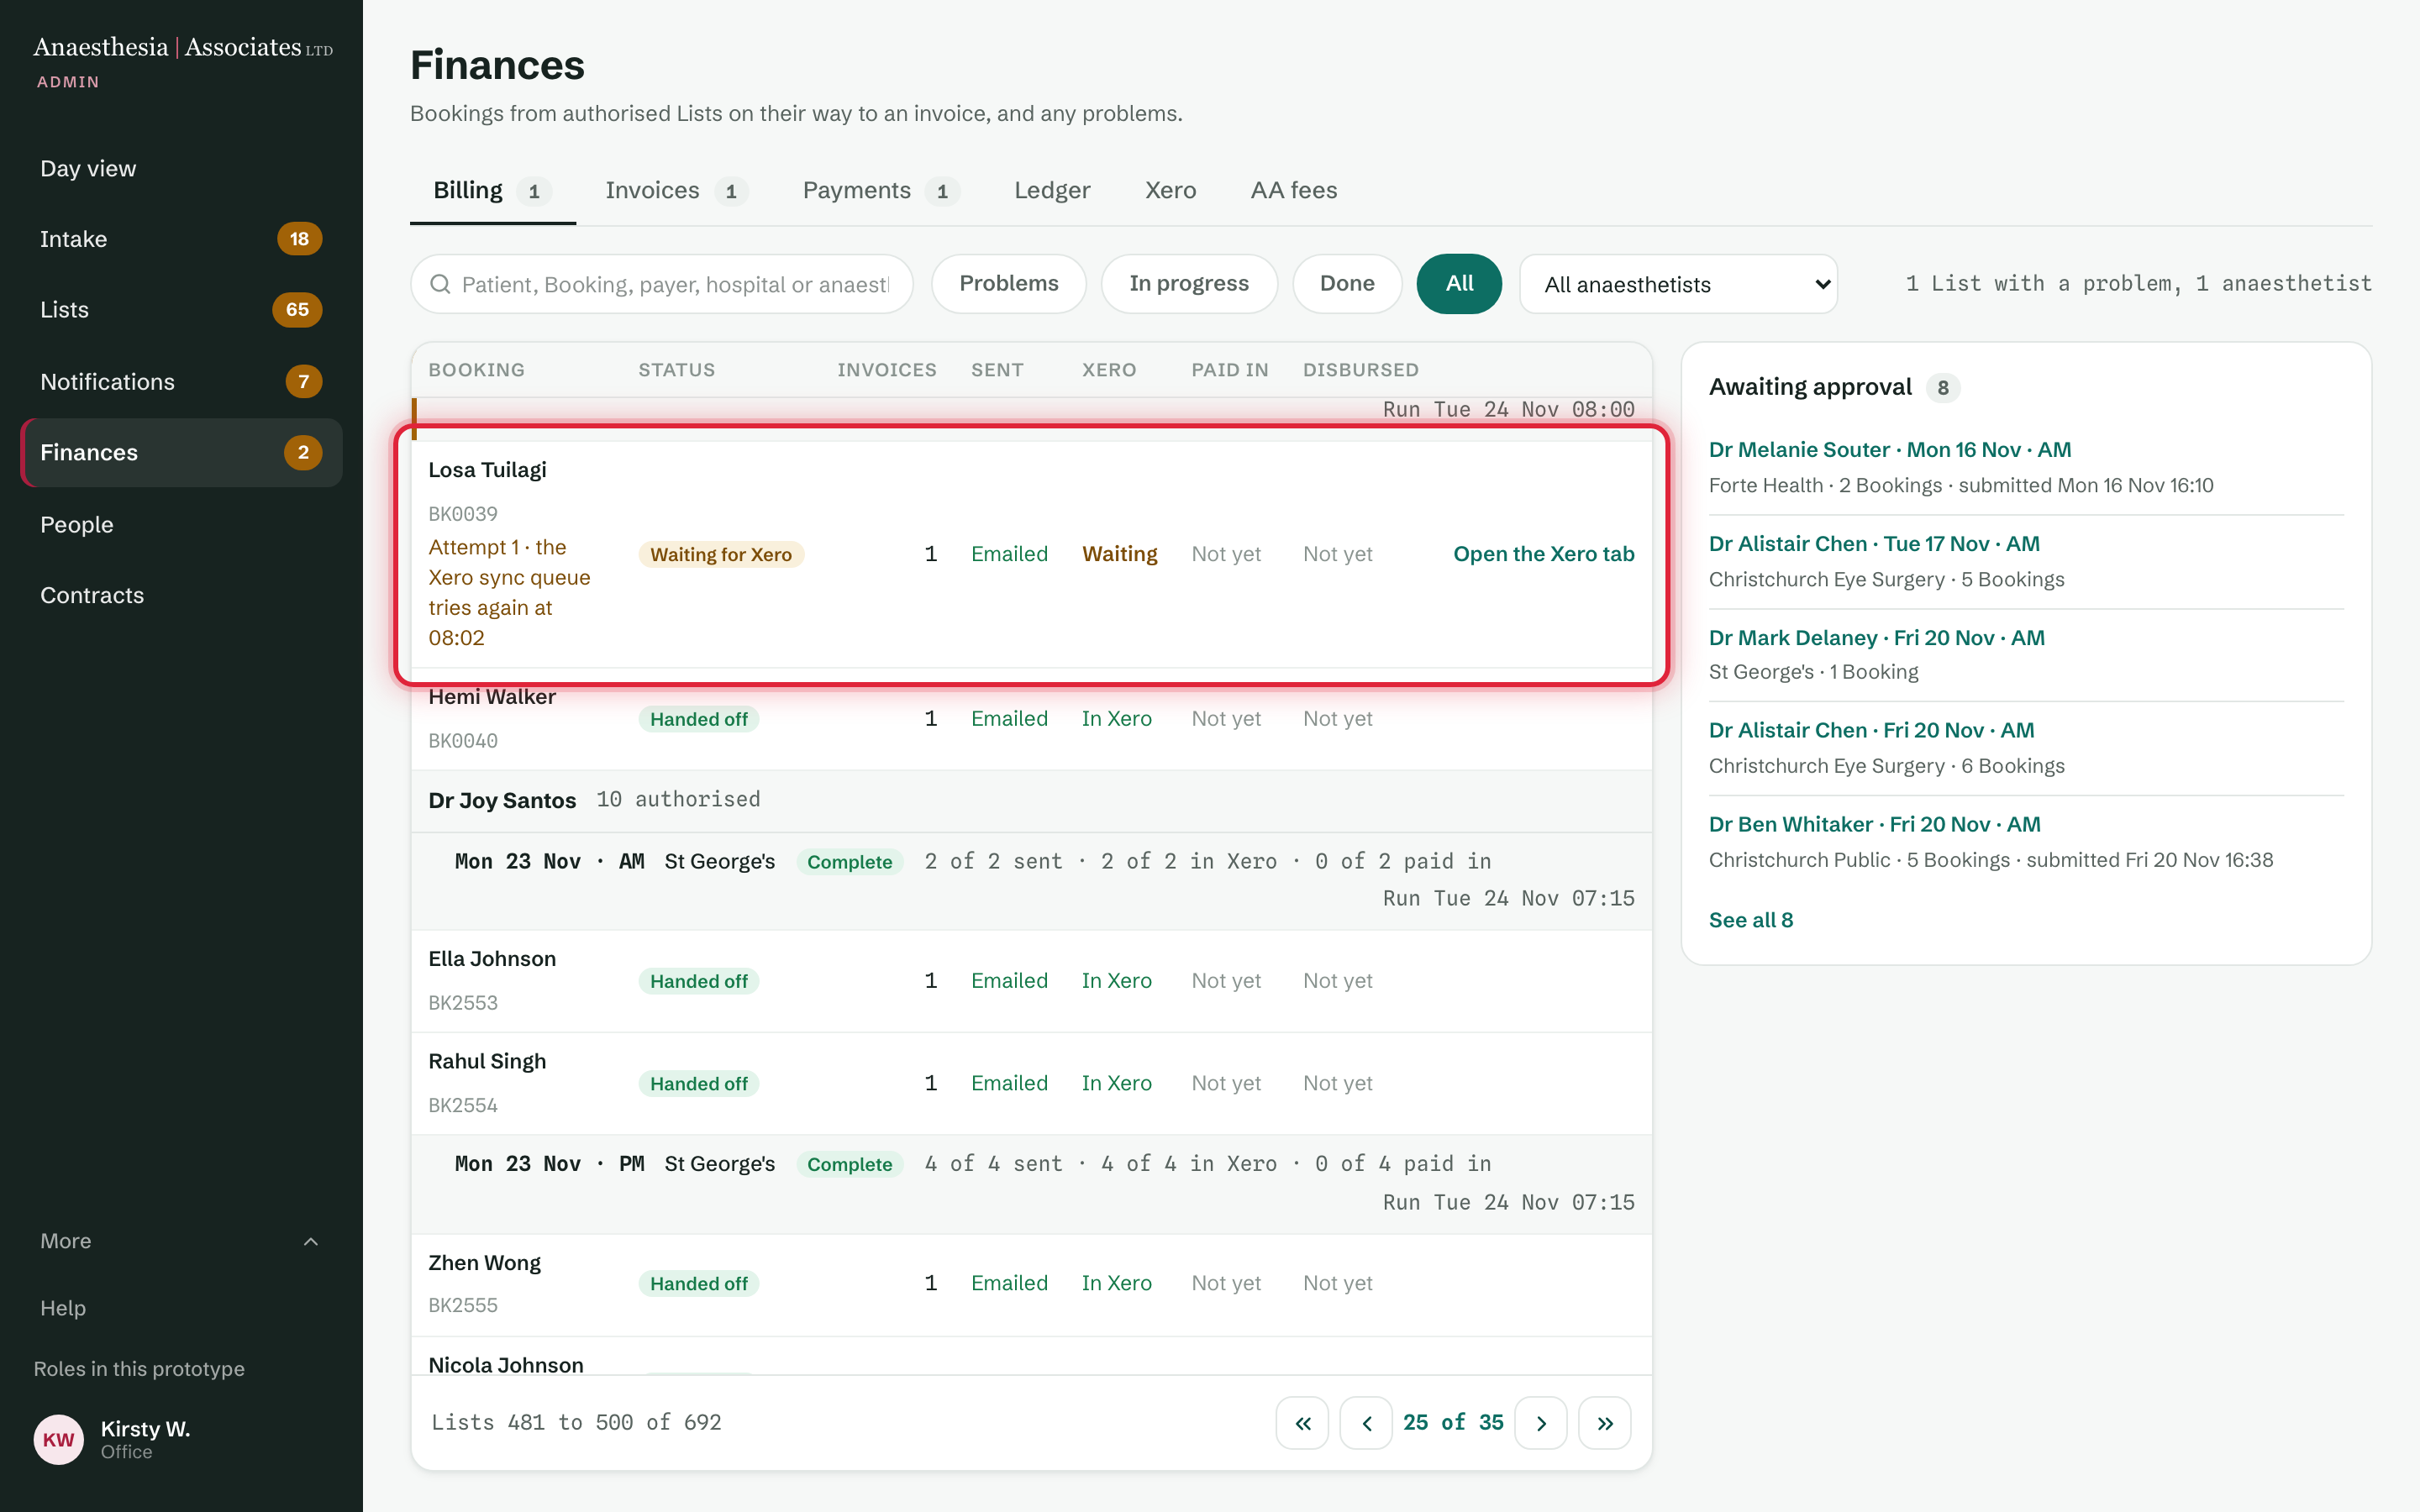 Anaesthesia | Associates LTD
ADMIN
Day view
Intake 18
Lists 65
Notifications 7
Finances 2
People
Contracts
More
Help
Roles in this prototype
KW
Kirsty W.
Office
Finances
Bookings from authorised Lists on their way to an invoice, and any problems.
Billing 1 Invoices 1 Payments 1 Ledger Xero AA fees
Patient, Booking, payer, hospital or anaest
Problems In progress Done All All anaesthetists 1 List with a problem, 1 anaesthetist
BOOKING STATUS INVOICES SENT XERO PAID IN DISBURSED
Run Tue 24 Nov 08:00
Losa Tuilagi
BK0039
Attempt 1 · the
Xero sync queue
tries again at
08:02
Waiting for Xero 1 Emailed Waiting Not yet Not yet Open the Xero tab
Hemi Walker
BK0040
Handed off 1 Emailed In Xero Not yet Not yet
Dr Joy Santos 10 authorised
Mon 23 Nov · AM St George's Complete 2 of 2 sent · 2 of 2 in Xero · 0 of 2 paid in
Run Tue 24 Nov 07:15
Ella Johnson
BK2553
Handed off 1 Emailed In Xero Not yet Not yet
Rahul Singh
BK2554
Handed off 1 Emailed In Xero Not yet Not yet
Mon 23 Nov · PM St George's Complete 4 of 4 sent · 4 of 4 in Xero · 0 of 4 paid in
Run Tue 24 Nov 07:15
Zhen Wong
BK2555
Handed off 1 Emailed In Xero Not yet Not yet
Nicola Johnson
Lists 481 to 500 of 692
« ‹ 25 of 35 › »
Awaiting approval 8
Dr Melanie Souter · Mon 16 Nov · AM
Forte Health · 2 Bookings · submitted Mon 16 Nov 16:10
Dr Alistair Chen · Tue 17 Nov · AM
Christchurch Eye Surgery · 5 Bookings
Dr Mark Delaney · Fri 20 Nov · AM
St George's · 1 Booking
Dr Alistair Chen · Fri 20 Nov · AM
Christchurch Eye Surgery · 6 Bookings
Dr Ben Whitaker · Fri 20 Nov · AM
Christchurch Public · 5 Bookings · submitted Fri 20 Nov 16:38
See all 8